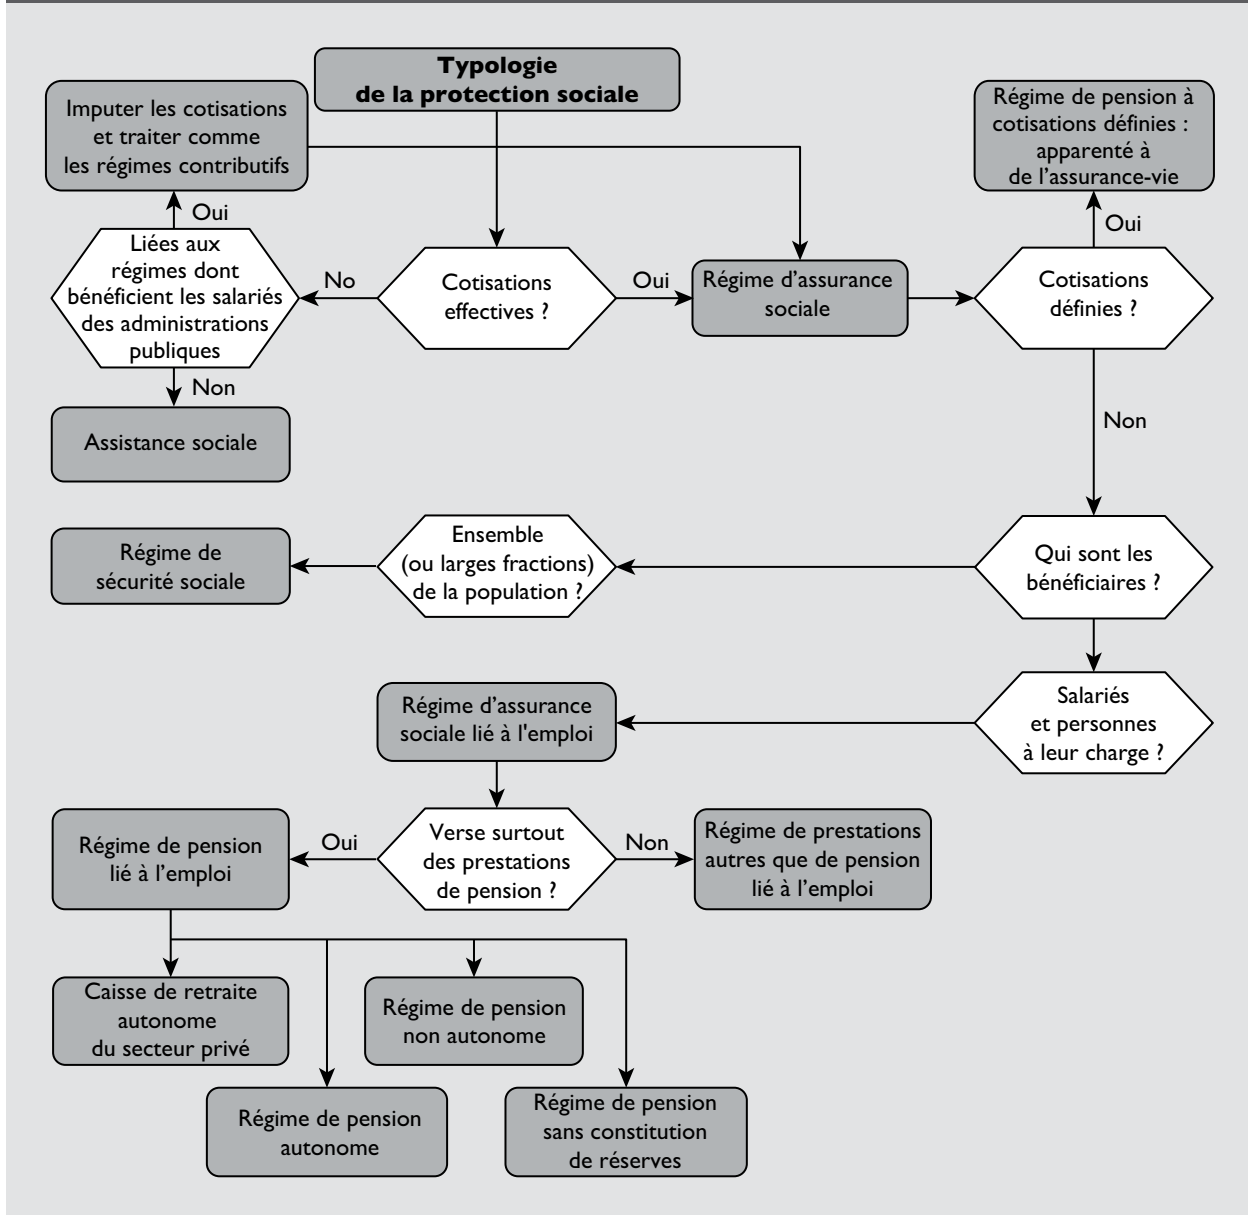 Typologie
de la protection sociale
Imputer les cotisations
et traiter comme
les régimes contributifs
Régime de pension à
cotisations définies :
apparenté à
de l’assurance-vie
Oui
Oui
Liées aux
régimes dont
bénéficient les salariés
des administrations
publiques
No
Cotisations
effectives ?
Oui
Régime d’assurance
sociale
Cotisations
définies ?
Non
Non
Assistance sociale
Régime de
sécurité sociale
Ensemble
(ou larges fractions)
de la population ?
Qui sont les
bénéficiaires ?
Régime d’assurance
sociale lié à l'emploi
Salariés
et personnes
à leur charge ?
Régime de pension
lié à l’emploi
Oui
Verse surtout
des prestations
de pension ?
Non
Régime de prestations
autres que de pension
lié à l’emploi
Caisse de retraite
autonome
du secteur privé
Régime de pension
non autonome
Régime de pension
autonome
Régime de pension
sans constitution
de réserves